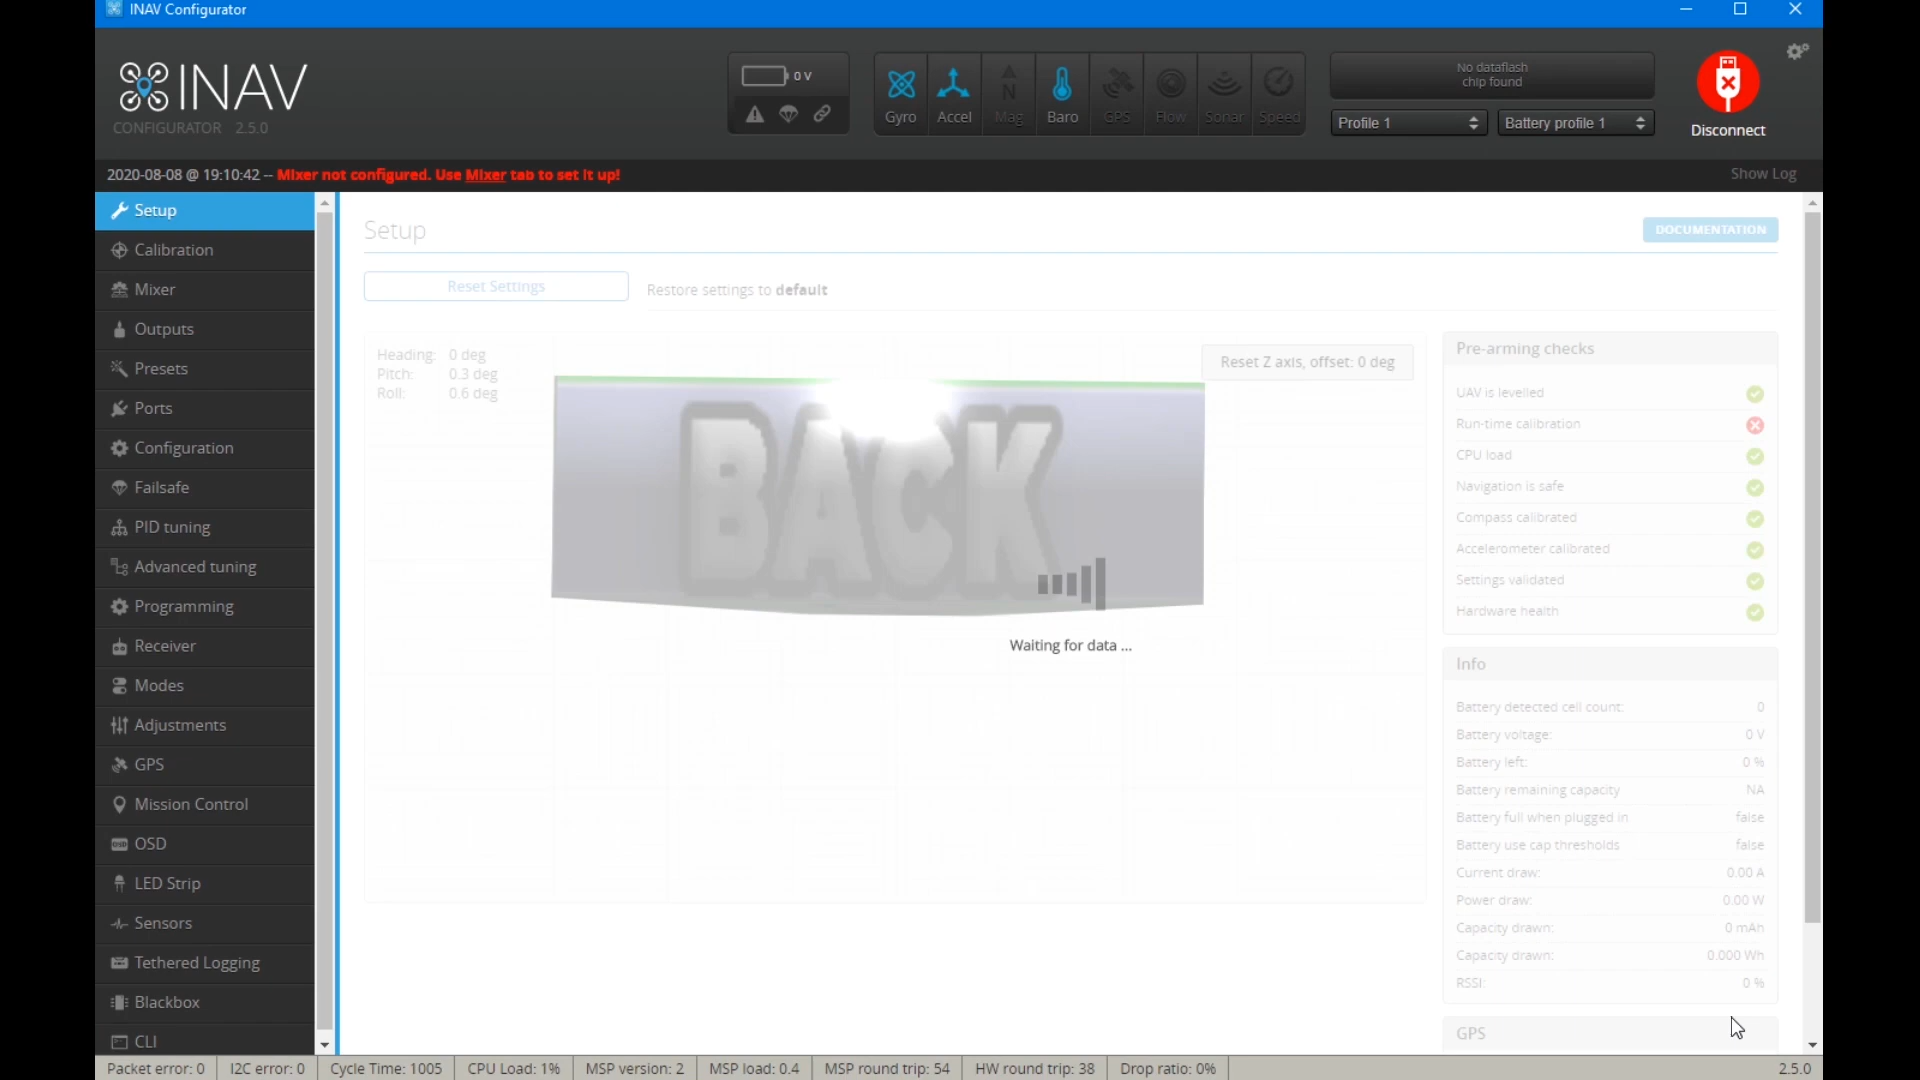 INAV Configurator
INAV
CONFIGURATOR 2.5.0
0 V
Gyro
Accel
Mag
Baro
GPS
Flow
Sonar
Speed
No dataflash
chip found
Profile 1
Battery profile 1
Disconnect
2020-08-08 @ 19:10:42 -- Mixer not configured. Use Mixer tab to set it up!
Show Log
Setup
Calibration
Mixer
Outputs
Presets
Ports
Configuration
Failsafe
PID tuning
Advanced tuning
Programming
Receiver
Modes
Adjustments
GPS
Mission Control
OSD
LED Strip
Sensors
Tethered Logging
Blackbox
CLI
Setup
DOCUMENTATION
Reset Settings
Restore settings to default
Heading: 0 deg
Pitch: 0.3 deg
Roll: 0.6 deg
Reset Z axis, offset: 0 deg
BACK
Waiting for data ...
Pre-arming checks
UAV is levelled
Run-time calibration
CPU load
Navigation is safe
Compass calibrated
Accelerometer calibrated
Settings validated
Hardware health
Info
Battery detected cell count: 0
Battery voltage: 0 V
Battery left: 0 %
Battery remaining capacity NA
Battery full when plugged in false
Battery use cap thresholds false
Current draw: 0.00 A
Power draw: 0.00 W
Capacity drawn: 0 mAh
Capacity drawn: 0.000 Wh
RSSI: 0 %
GPS
Packet error: 0
I2C error: 0
Cycle Time: 1005
CPU Load: 1%
MSP version: 2
MSP load: 0.4
MSP round trip: 54
HW round trip: 38
Drop ratio: 0%
2.5.0